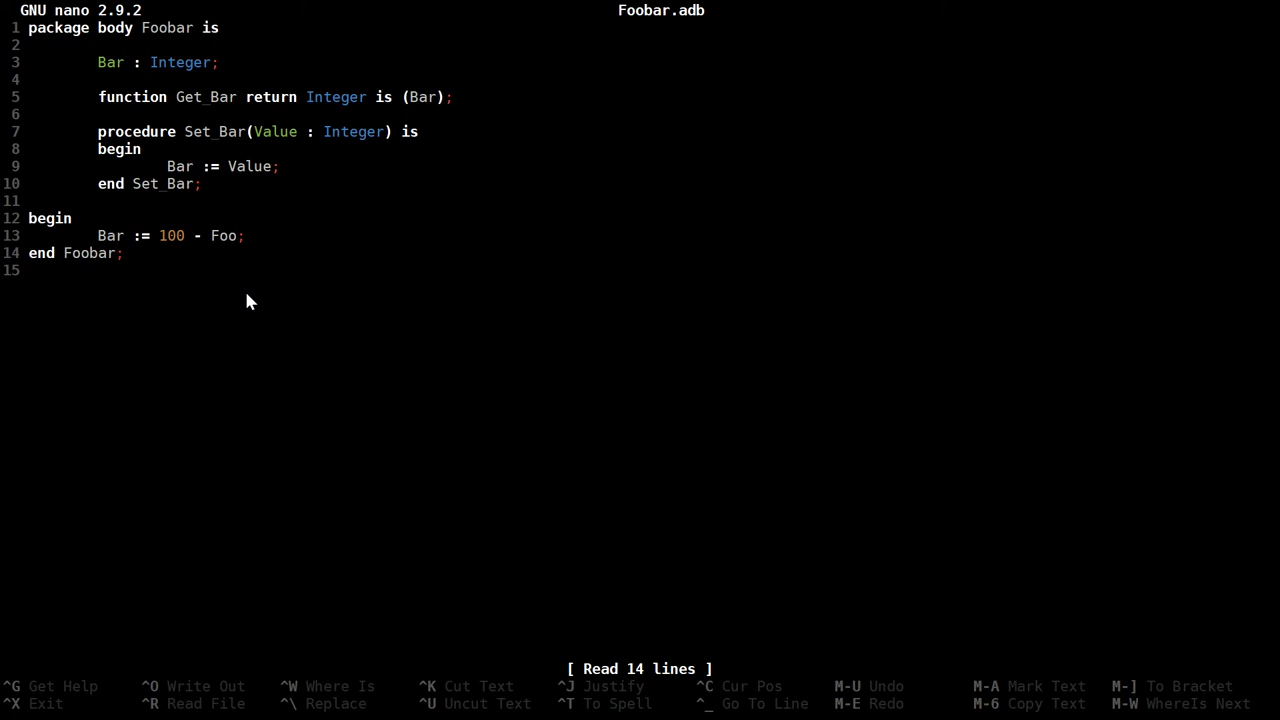 GNU nano 2.9.2 Foobar.adb
1 package body Foobar is
2
3 Bar : Integer;
4
5 function Get_Bar return Integer is (Bar);
6
7 procedure Set_Bar(Value : Integer) is
8 begin
9 Bar := Value;
10 end Set_Bar;
11
12 begin
13 Bar := 100 - Foo;
14 end Foobar;
15
[ Read 14 lines ]
^G Get Help ^O Write Out ^W Where Is ^K Cut Text ^J Justify ^C Cur Pos M-U Undo M-A Mark Text M-] To Bracket
^X Exit ^R Read File ^\ Replace ^U Uncut Text ^T To Spell ^_ Go To Line M-E Redo M-6 Copy Text M-W WhereIs Next